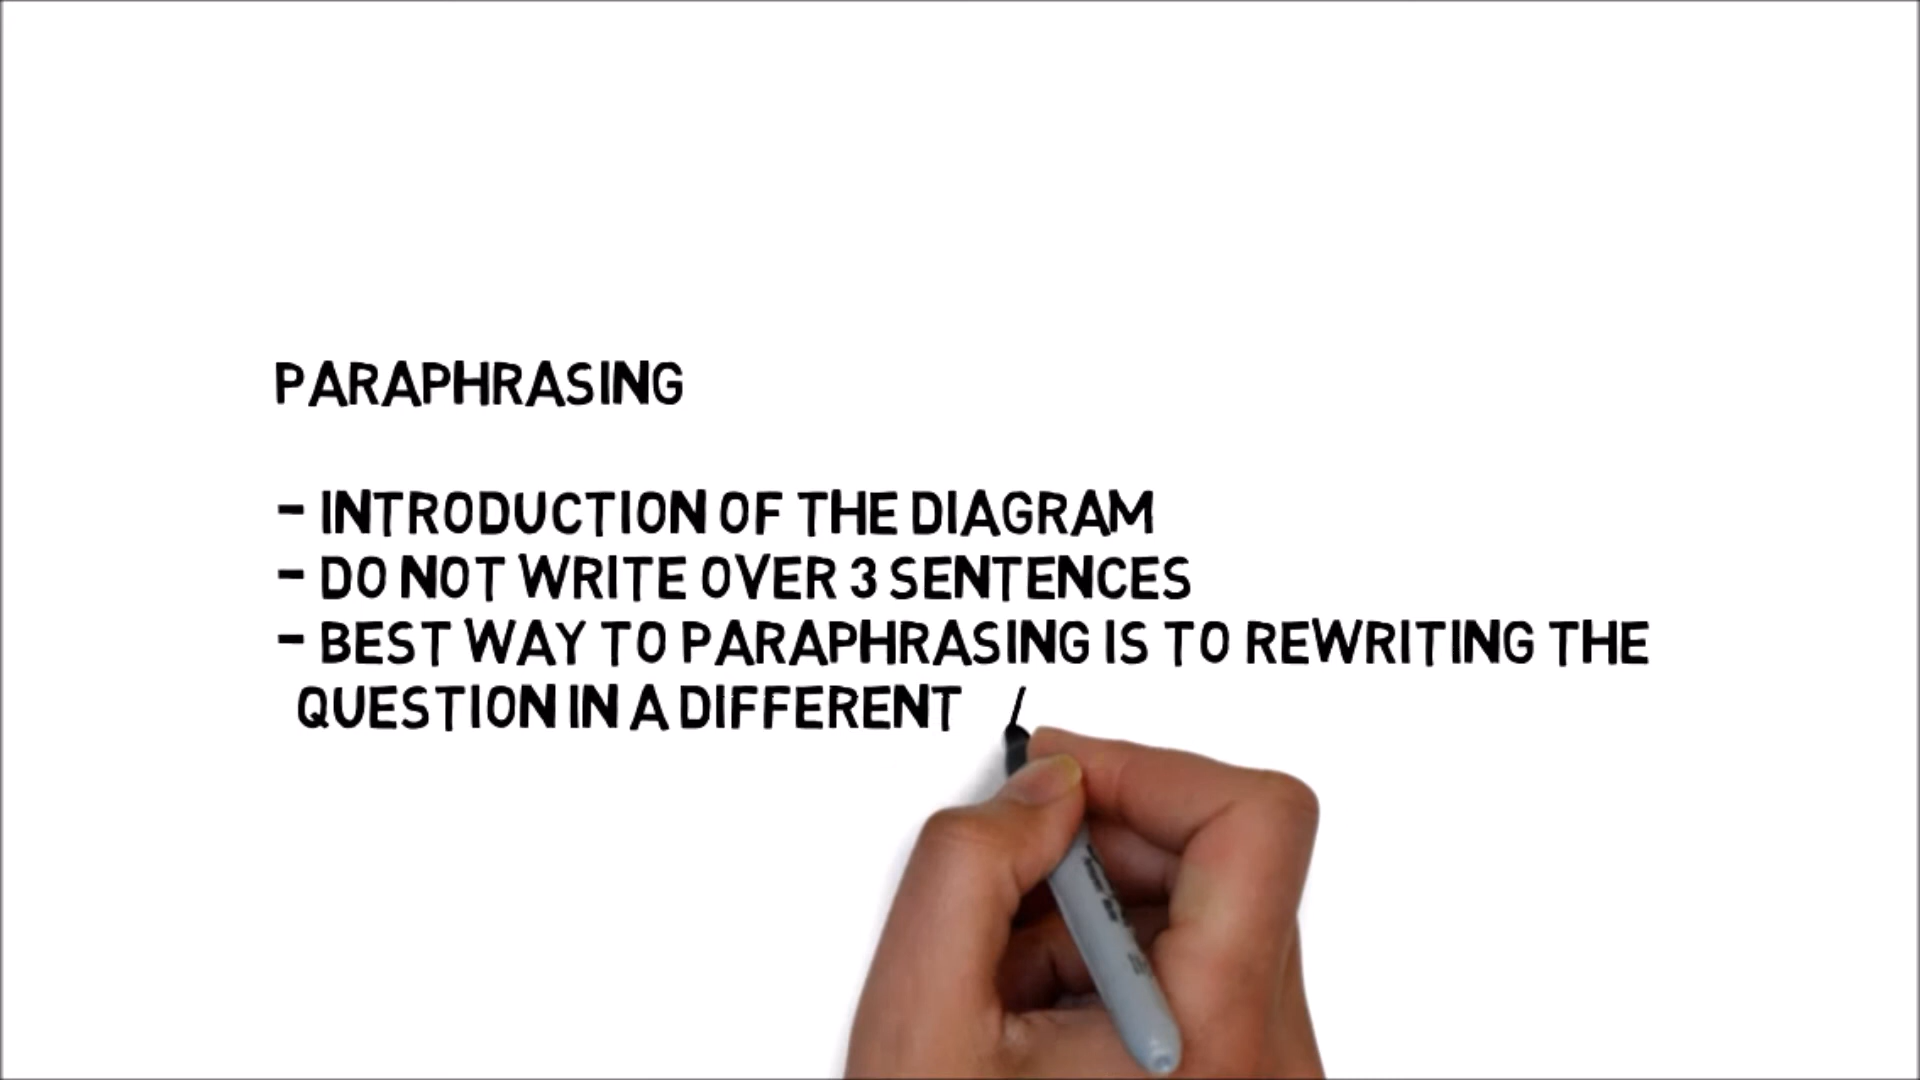 PARAPHRASING
- INTRODUCTION OF THE DIAGRAM
- DO NOT WRITE OVER 3 SENTENCES
- BEST WAY TO PARAPHRASING IS TO REWRITING THE
QUESTION IN A DIFFERENT